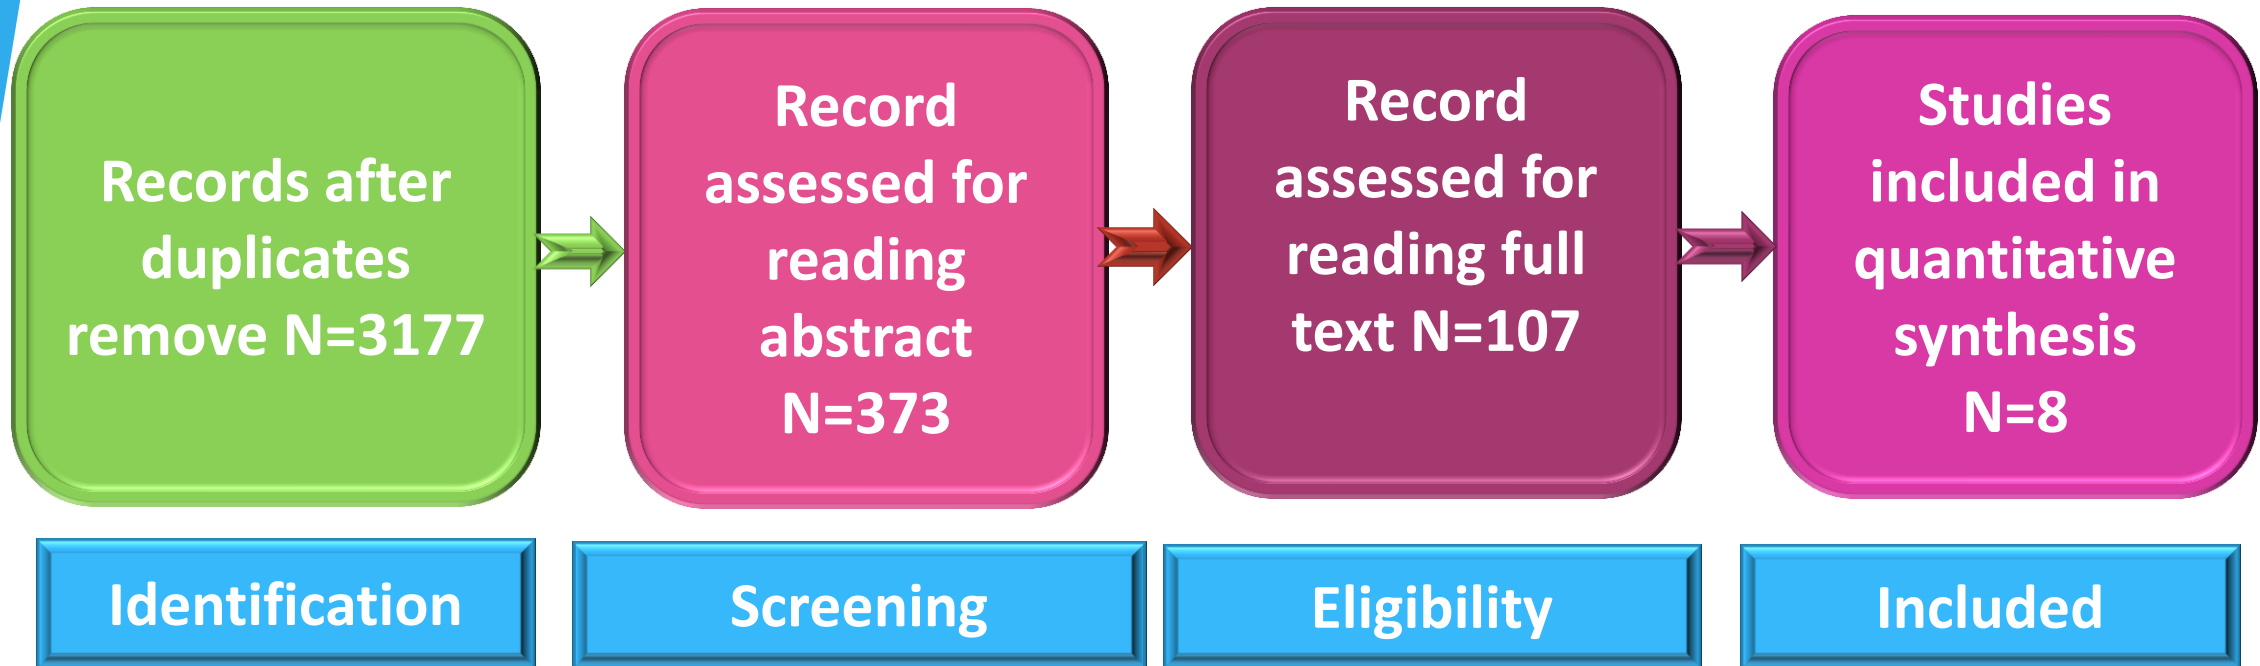 Records after
duplicates
remove N=3177
Record
assessed for
reading
abstract
N=373
Record
assessed for
reading full
text N=107
Studies
included in
quantitative
synthesis
N=8
Identification
Screening
Eligibility
Included